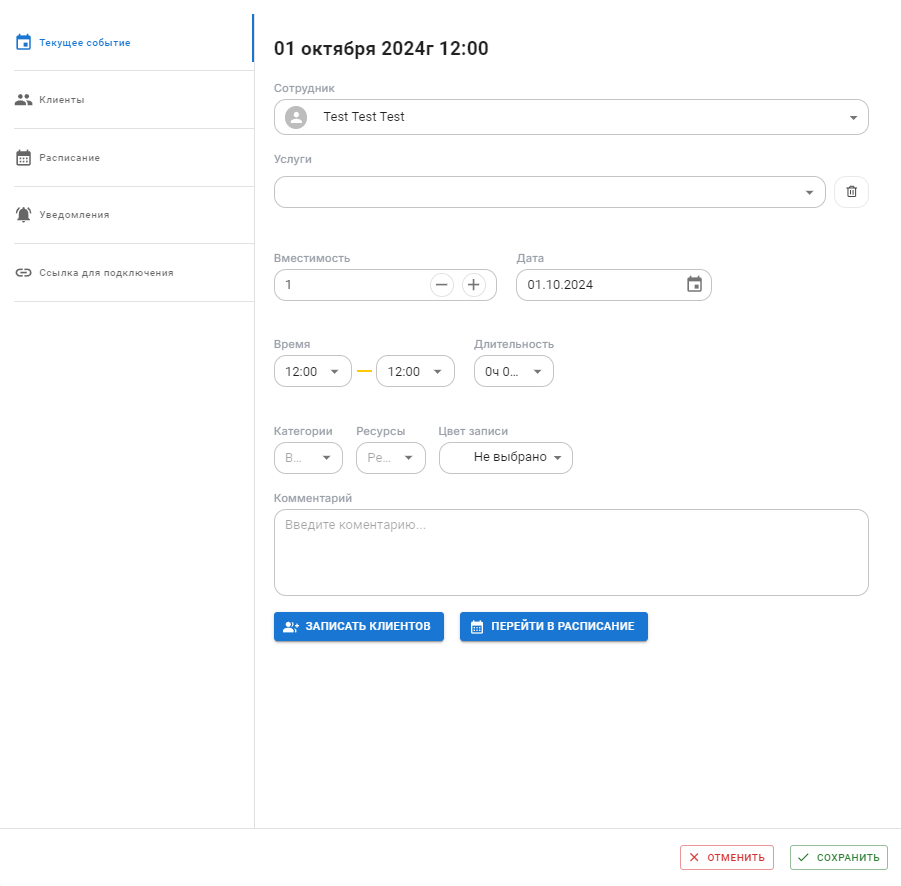 Текущее событие
Клиенты
Расписание
Уведомления
Ссылка для подключения
01 октября 2024г 12:00
Сотрудник
Test Test Test
Услуги
Вместимость
Дата
1
01.10.2024
Время
Длительность
12:00
12:00
0ч 0...
Категории
Ресурсы
Цвет записи
В...
Ре...
Не выбрано
Комментарий
Введите коментарию...
ЗАПИСАТЬ КЛИЕНТОВ
ПЕРЕЙТИ В РАСПИСАНИЕ
ОТМЕНИТЬ
СОХРАНИТЬ